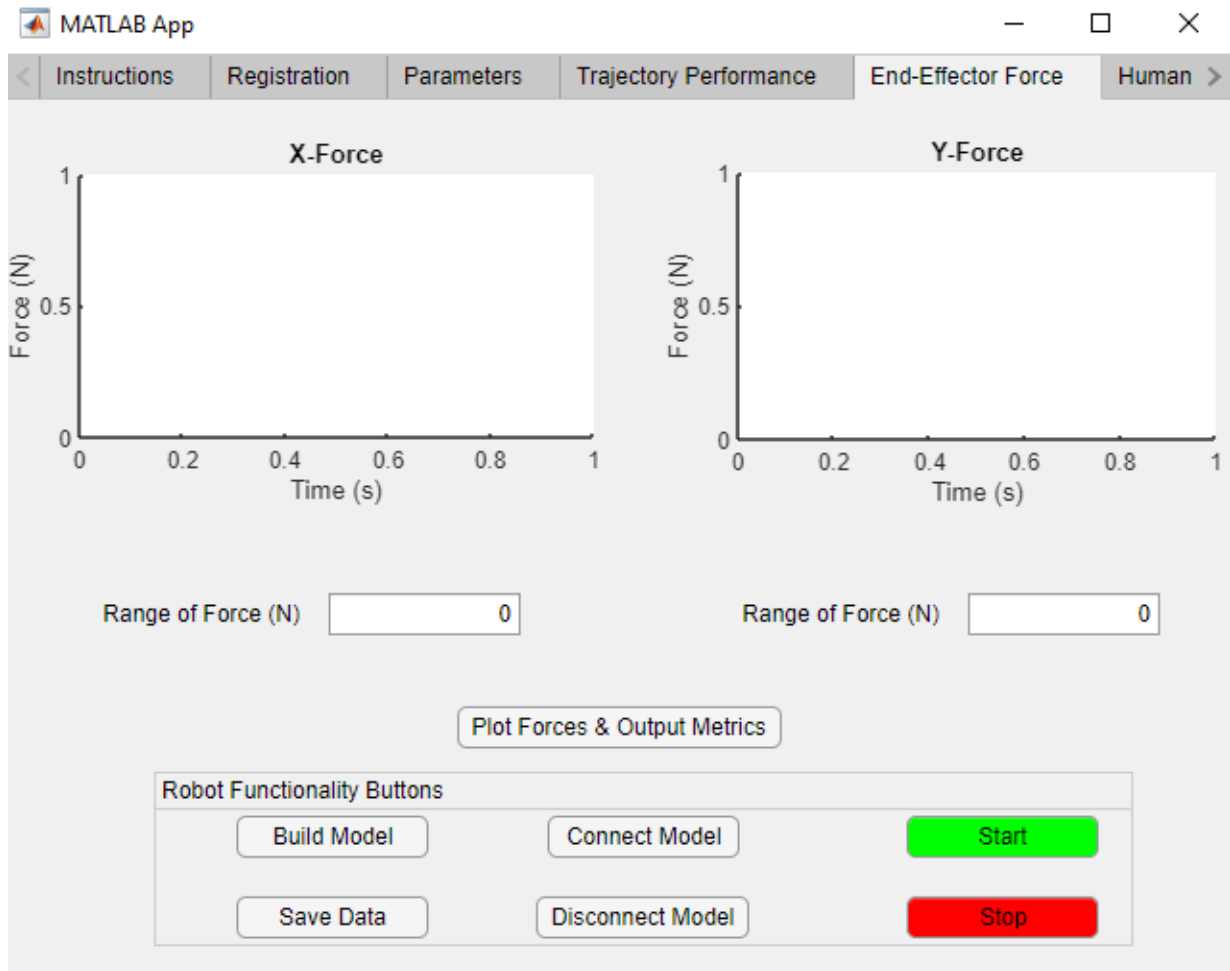 MATLAB App
Instructions Registration Parameters Trajectory Performance End-Effector Force Human
X-Force
1
0.5
0
Force (N)
0 0.2 0.4 0.6 0.8 1
Time (s)
Y-Force
1
0.5
0
Force (N)
0 0.2 0.4 0.6 0.8 1
Time (s)
Range of Force (N) 0
Range of Force (N) 0
Plot Forces & Output Metrics
Robot Functionality Buttons
Build Model Connect Model Start
Save Data Disconnect Model Stop